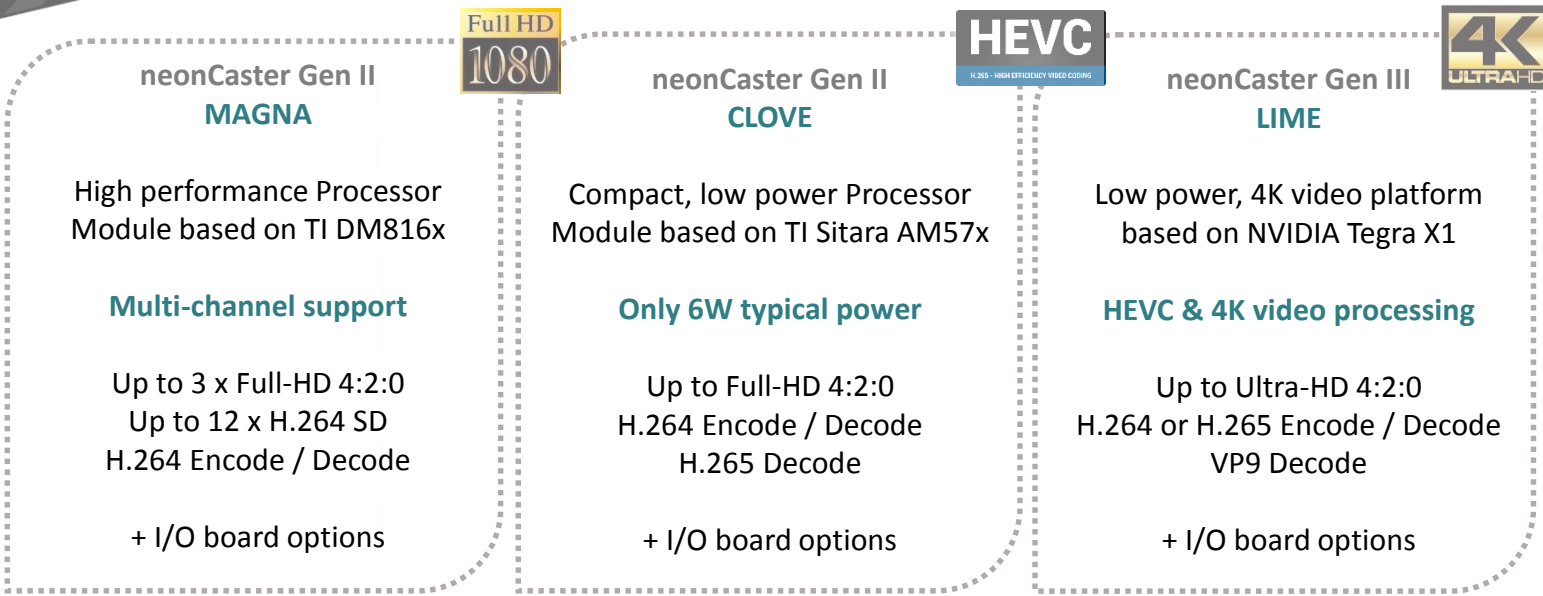 Full HD
1080
neonCaster Gen II
MAGNA
High performance Processor
Module based on TI DM816x
Multi-channel support
Up to 3 x Full-HD 4:2:0
Up to 12 x H.264 SD
H.264 Encode / Decode
+ I/O board options
HEVC
H.265 - HIGH EFFICIENCY VIDEO CODING
neonCaster Gen II
CLOVE
Compact, low power Processor
Module based on TI Sitara AM57x
Only 6W typical power
Up to Full-HD 4:2:0
H.264 Encode / Decode
H.265 Decode
+ I/O board options
4K
ULTRAHD
neonCaster Gen III
LIME
Low power, 4K video platform
based on NVIDIA Tegra X1
HEVC & 4K video processing
Up to Ultra-HD 4:2:0
H.264 or H.265 Encode / Decode
VP9 Decode
+ I/O board options